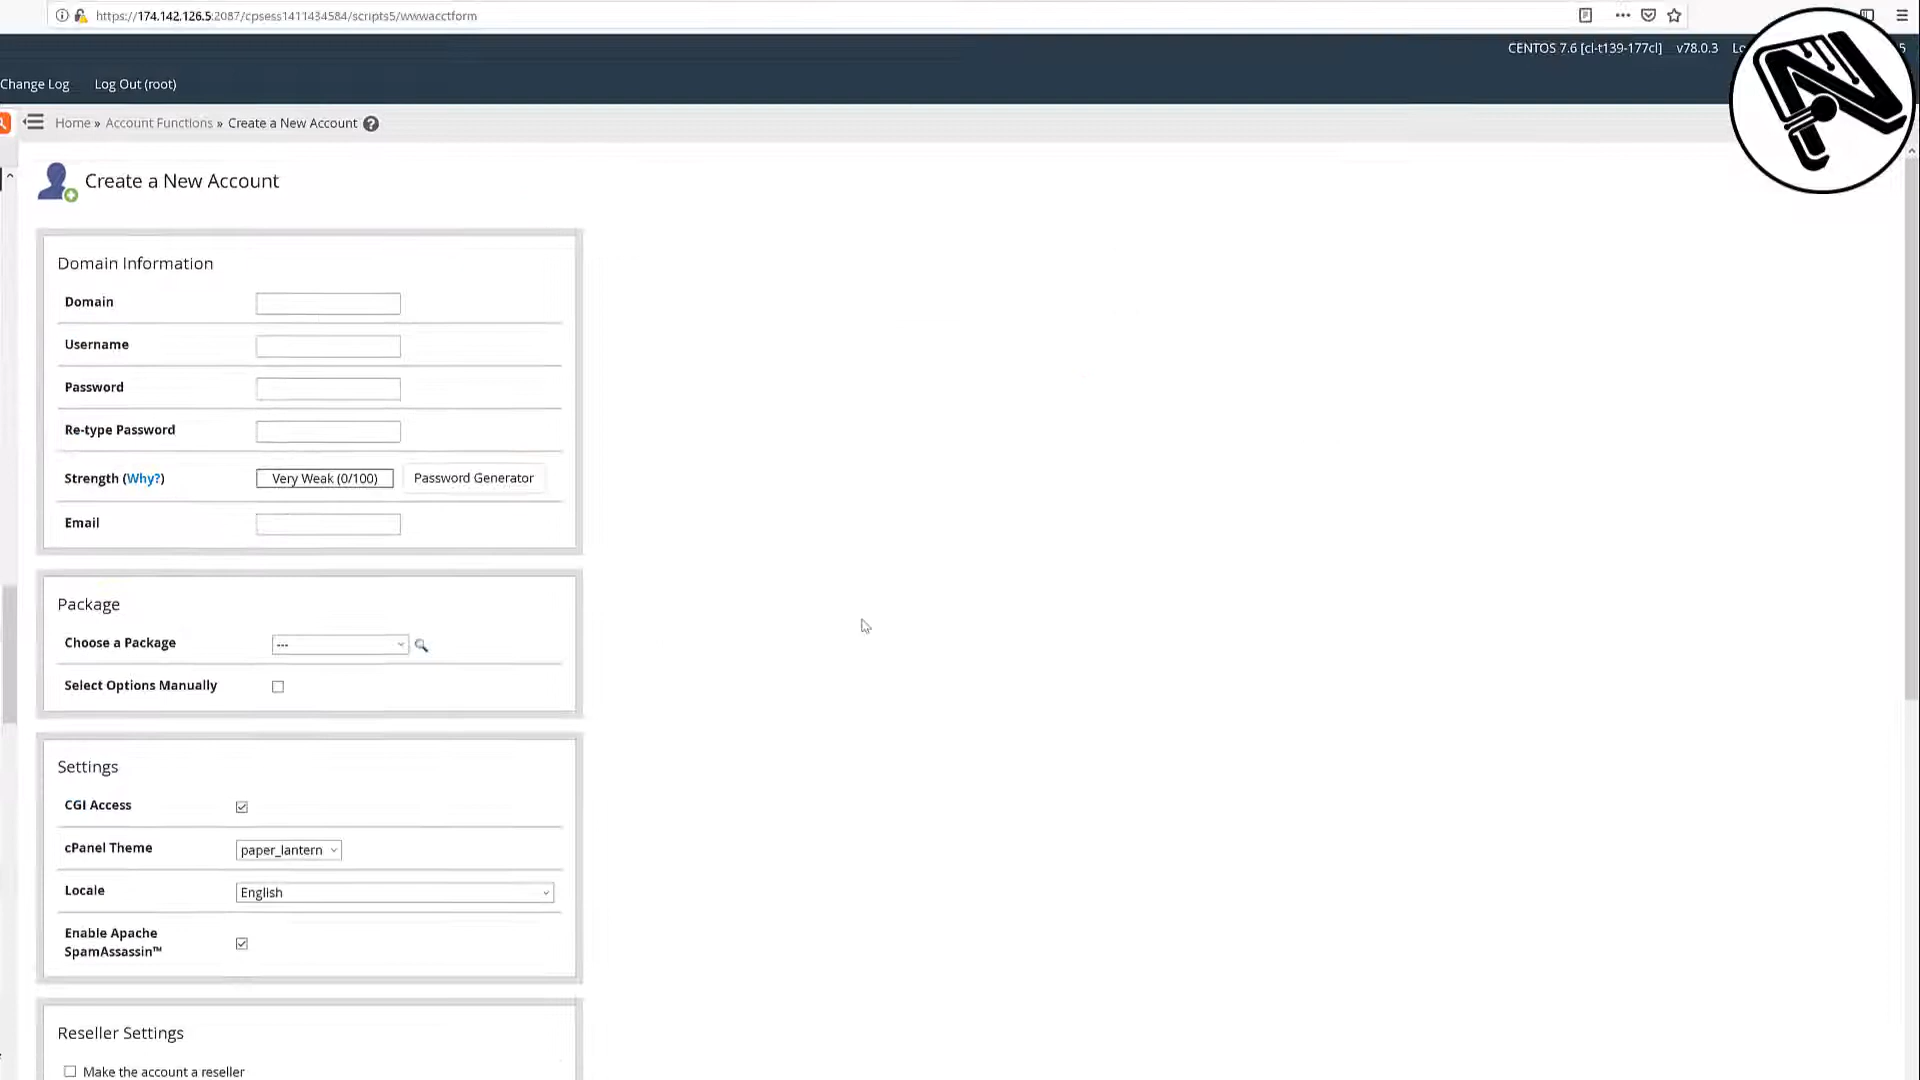 https://174.142.126.5:2087/cpsess1411434584/scripts5/wwwacctform
CENTOS 7.6 [cl-t139-177cl] v78.0.3 Lo 5
Change Log Log Out (root)
Home » Account Functions » Create a New Account
Create a New Account
Domain Information
Domain
Username
Password
Re-type Password
Strength (Why?) Very Weak (0/100) Password Generator
Email
Package
Choose a Package ---
Select Options Manually
Settings
CGI Access
cPanel Theme paper_lantern
Locale English
Enable Apache
SpamAssassin™
Reseller Settings
Make the account a reseller